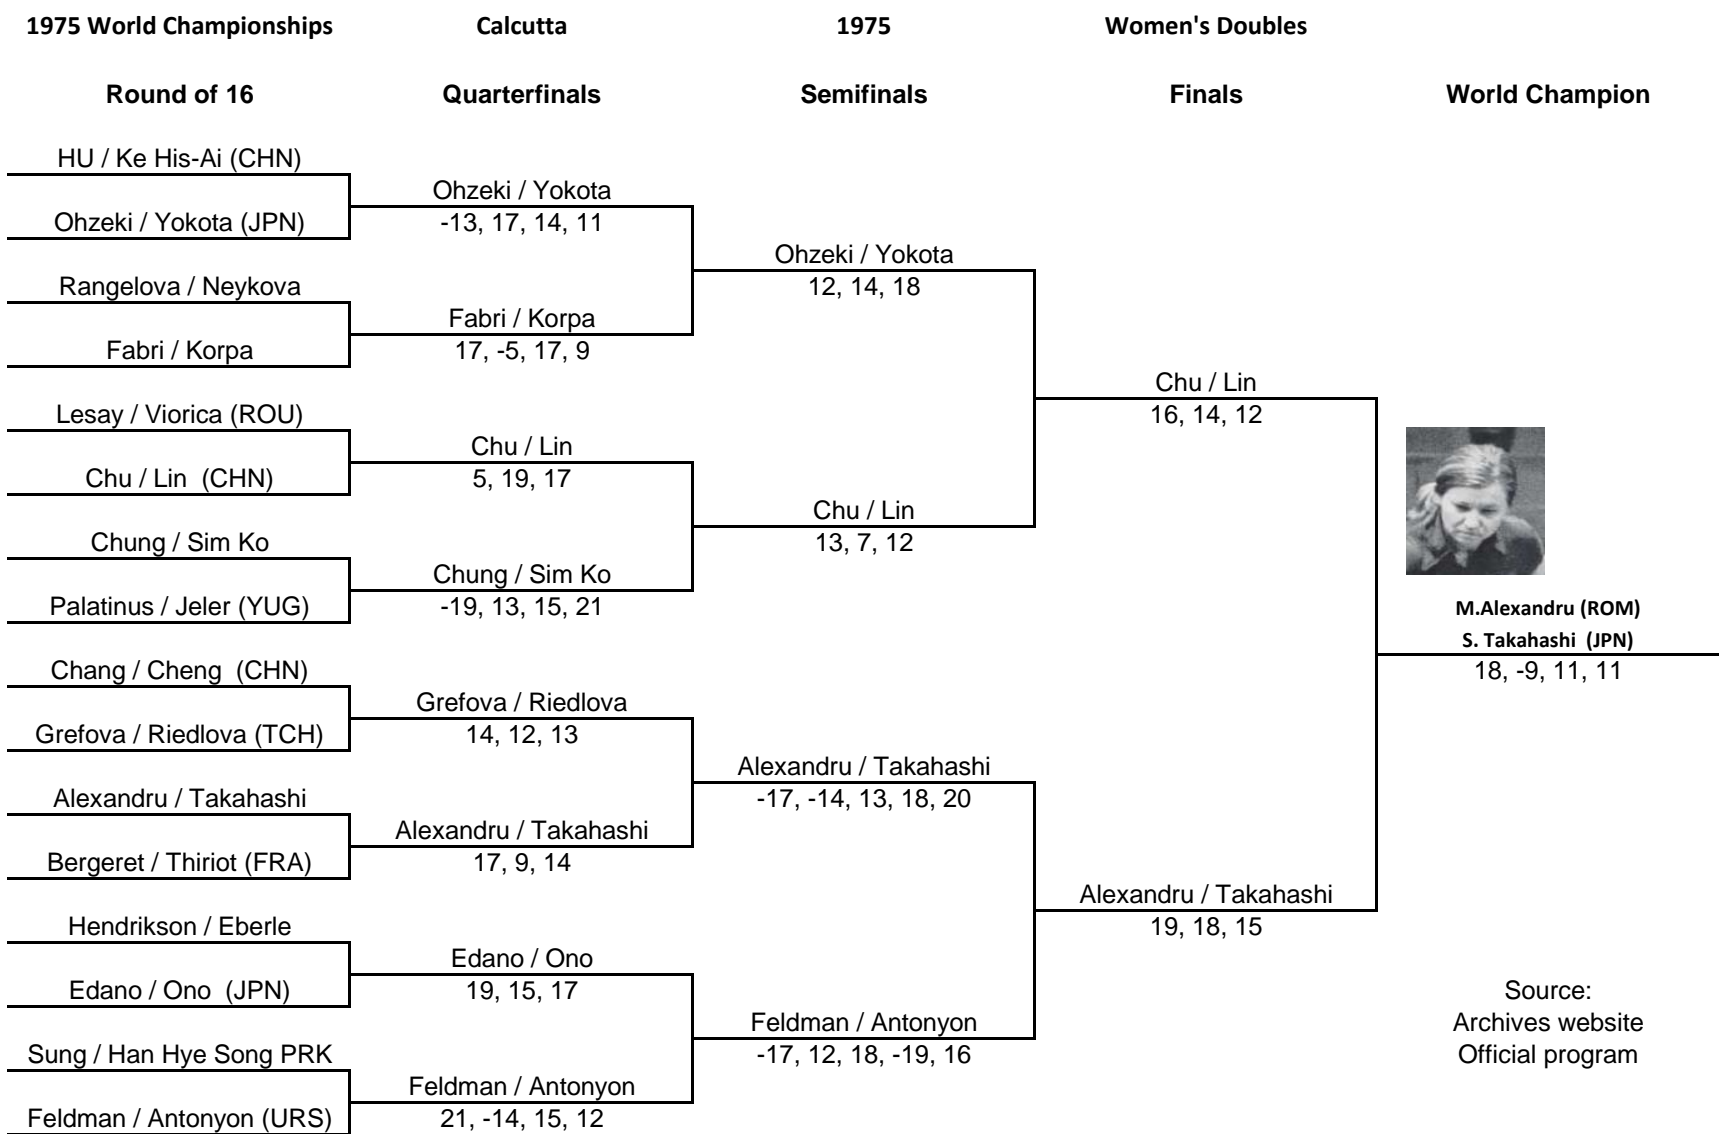 1975 World Championships Calcutta 1975 Women's Doubles
Round of 16 Quarterfinals Semifinals Finals World Champion
HU / Ke His-Ai (CHN)
Ohzeki / Yokota (JPN)
Rangelova / Neykova
Fabri / Korpa
Lesay / Viorica (ROU)
Chu / Lin (CHN)
Chung / Sim Ko
Palatinus / Jeler (YUG)
Chang / Cheng (CHN)
Grefova / Riedlova (TCH)
Alexandru / Takahashi
Bergeret / Thiriot (FRA)
Hendrikson / Eberle
Edano / Ono (JPN)
Sung / Han Hye Song PRK
Feldman / Antonyon (URS)
Ohzeki / Yokota
-13, 17, 14, 11
Fabri / Korpa
17, -5, 17, 9
Chu / Lin
5, 19, 17
Chung / Sim Ko
-19, 13, 15, 21
Grefova / Riedlova
14, 12, 13
Alexandru / Takahashi
17, 9, 14
Edano / Ono
19, 15, 17
Feldman / Antonyon
21, -14, 15, 12
Ohzeki / Yokota
12, 14, 18
Chu / Lin
13, 7, 12
Alexandru / Takahashi
-17, -14, 13, 18, 20
Feldman / Antonyon
-17, 12, 18, -19, 16
Chu / Lin
16, 14, 12
Alexandru / Takahashi
19, 18, 15
M.Alexandru (ROM)
S. Takahashi (JPN)
18, -9, 11, 11
Source:
Archives website
Official program